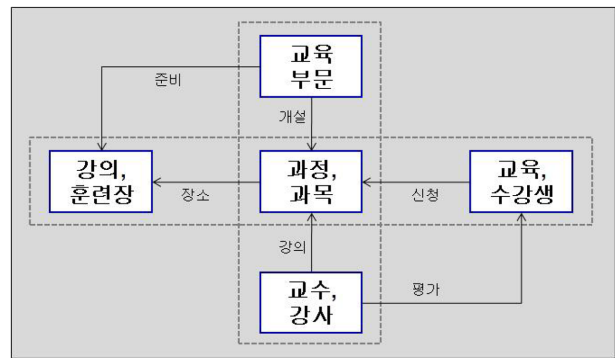 교육
부문
준비
개설
강의,
훈련장
장소
과정,
과목
신청
교육,
수강생
강의
교수,
강사
평가